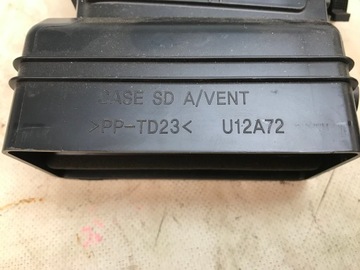 CASE SD A/VENT
>PP-TD23< U12A72